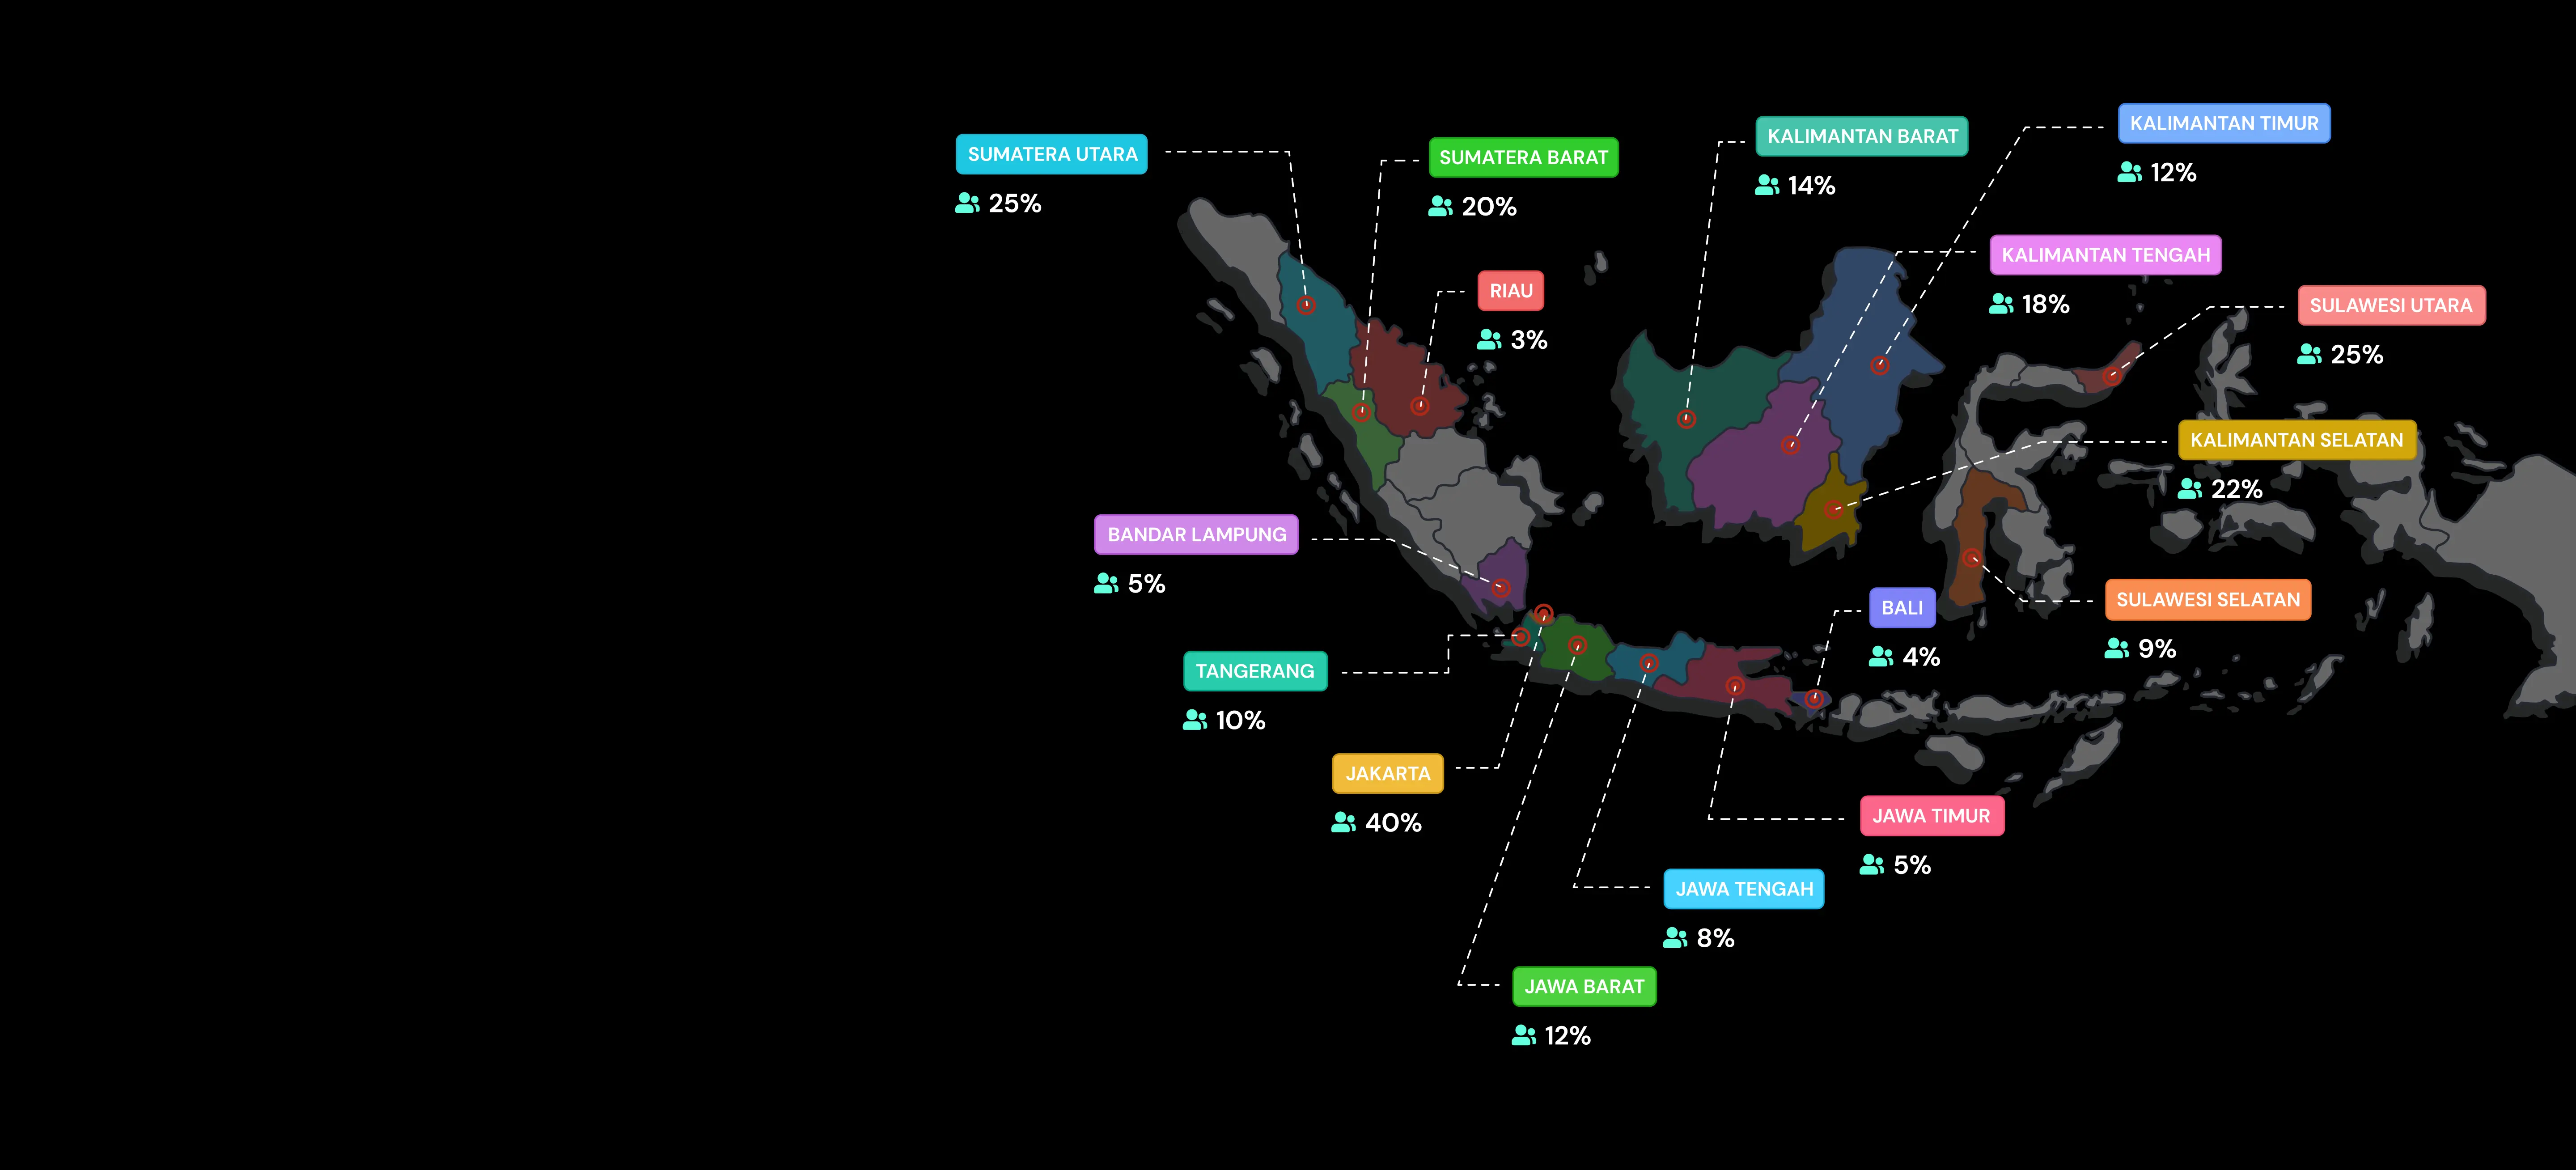 SUMATERA UTARA
25%
SUMATERA BARAT
20%
RIAU
3%
KALIMANTAN BARAT
14%
KALIMANTAN TIMUR
12%
KALIMANTAN TENGAH
18%
SULAWESI UTARA
25%
KALIMANTAN SELATAN
22%
BANDAR LAMPUNG
5%
SULAWESI SELATAN
9%
BALI
4%
TANGERANG
10%
JAKARTA
40%
JAWA TIMUR
5%
JAWA TENGAH
8%
JAWA BARAT
12%